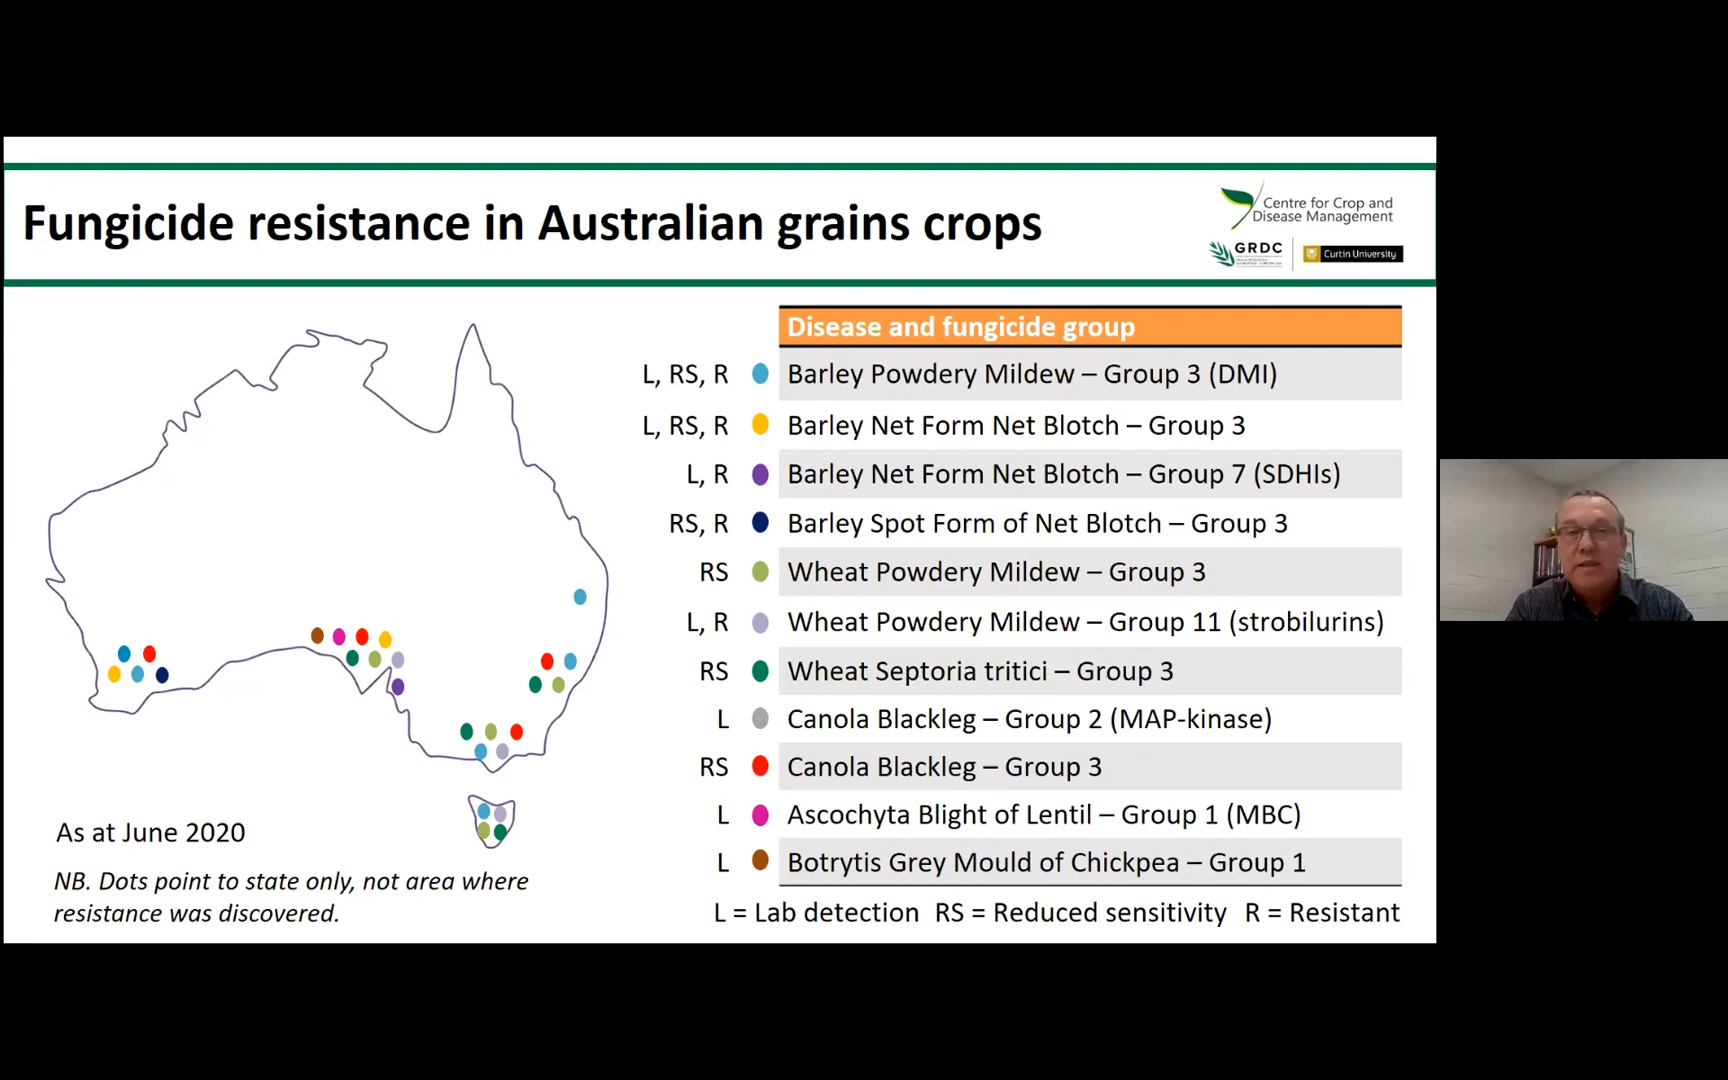 Fungicide resistance in Australian grains crops
Centre for Crop and
Disease Management
GRDC
Curtin University
Disease and fungicide group
L, RS, R Barley Powdery Mildew – Group 3 (DMI)
L, RS, R Barley Net Form Net Blotch – Group 3
L, R Barley Net Form Net Blotch – Group 7 (SDHIs)
RS, R Barley Spot Form of Net Blotch – Group 3
RS Wheat Powdery Mildew – Group 3
L, R Wheat Powdery Mildew – Group 11 (strobilurins)
RS Wheat Septoria tritici – Group 3
L Canola Blackleg – Group 2 (MAP-kinase)
RS Canola Blackleg – Group 3
L Ascochyta Blight of Lentil – Group 1 (MBC)
L Botrytis Grey Mould of Chickpea – Group 1
L = Lab detection RS = Reduced sensitivity R = Resistant
As at June 2020
NB. Dots point to state only, not area where
resistance was discovered.